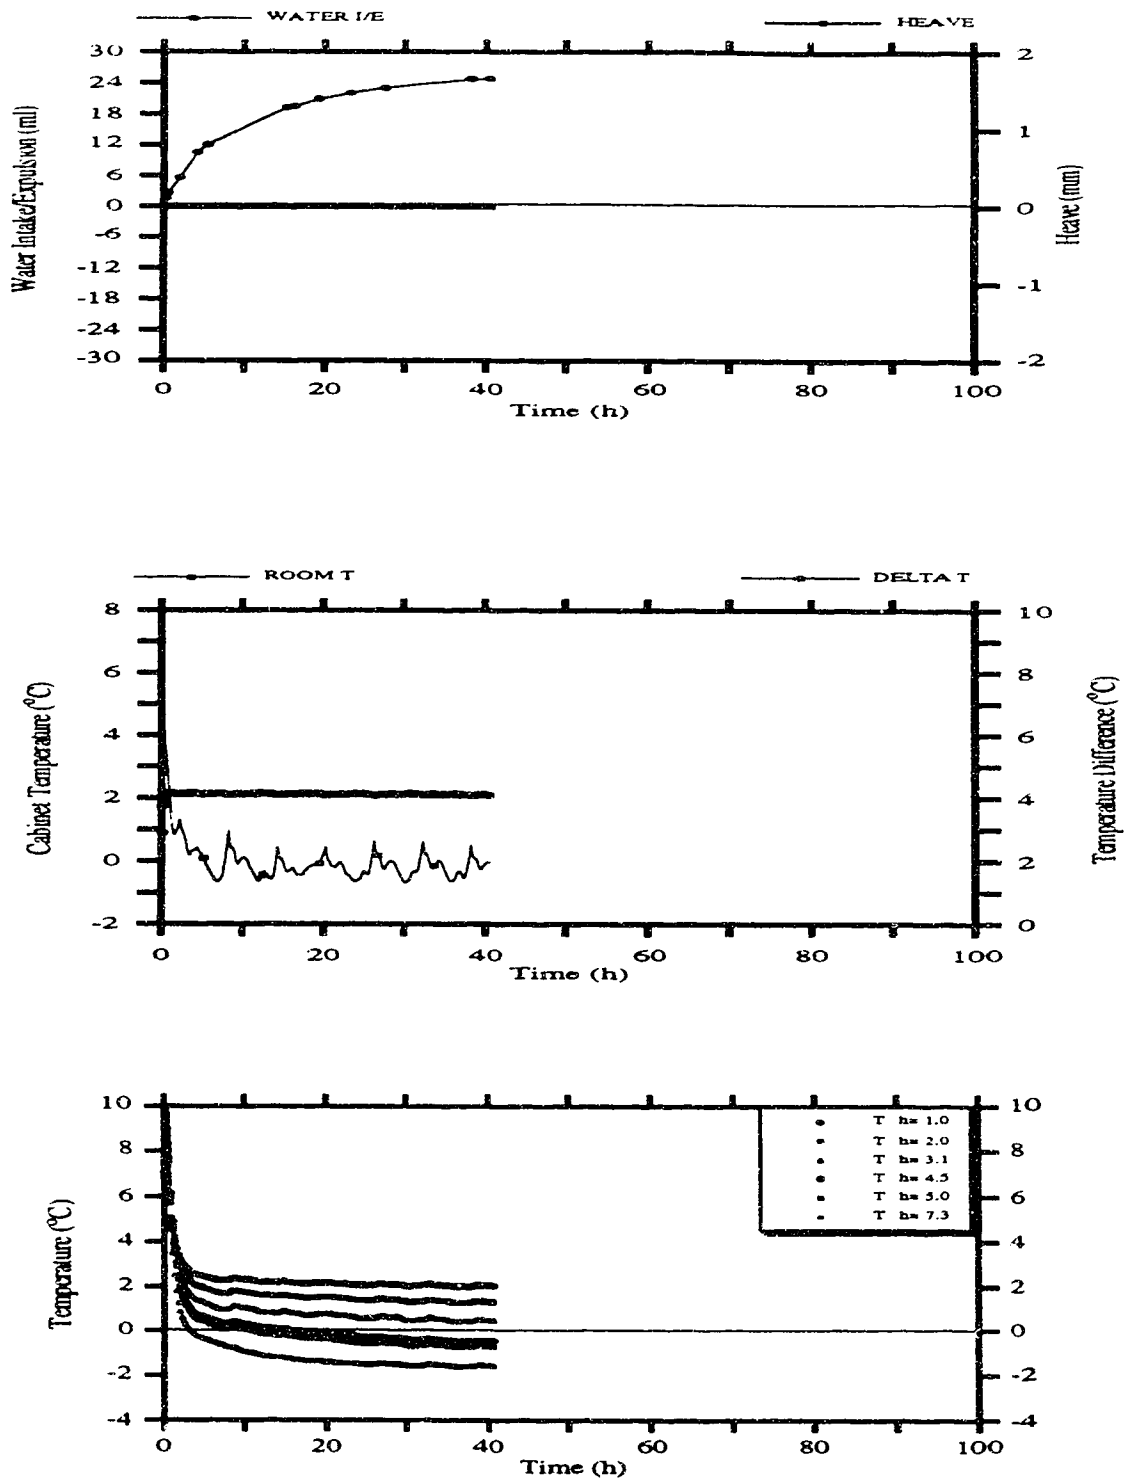 WATER I/E HEAVE
30 2
24
18
12 1
6
0 0
-6
-12 -1
-18
-24
-30 -2
Water Intake/Expulsion (ml)
Heave (mm)
0 20 40 60 80 100
Time (h)
ROOM T DELTA T
8 10
6 8
4 6
2 4
0 2
-2 0
Cabinet Temperature (°C)
Temperature Difference (°C)
0 20 40 60 80 100
Time (h)
10 10
8 8
6 6
4 4
2 2
0 0
-2 -2
-4 -4
Temperature (°C)
T h= 1.0
T h= 2.0
T h= 3.1
T h= 4.5
T h= 5.0
T h= 7.3
0 20 40 60 80 100
Time (h)